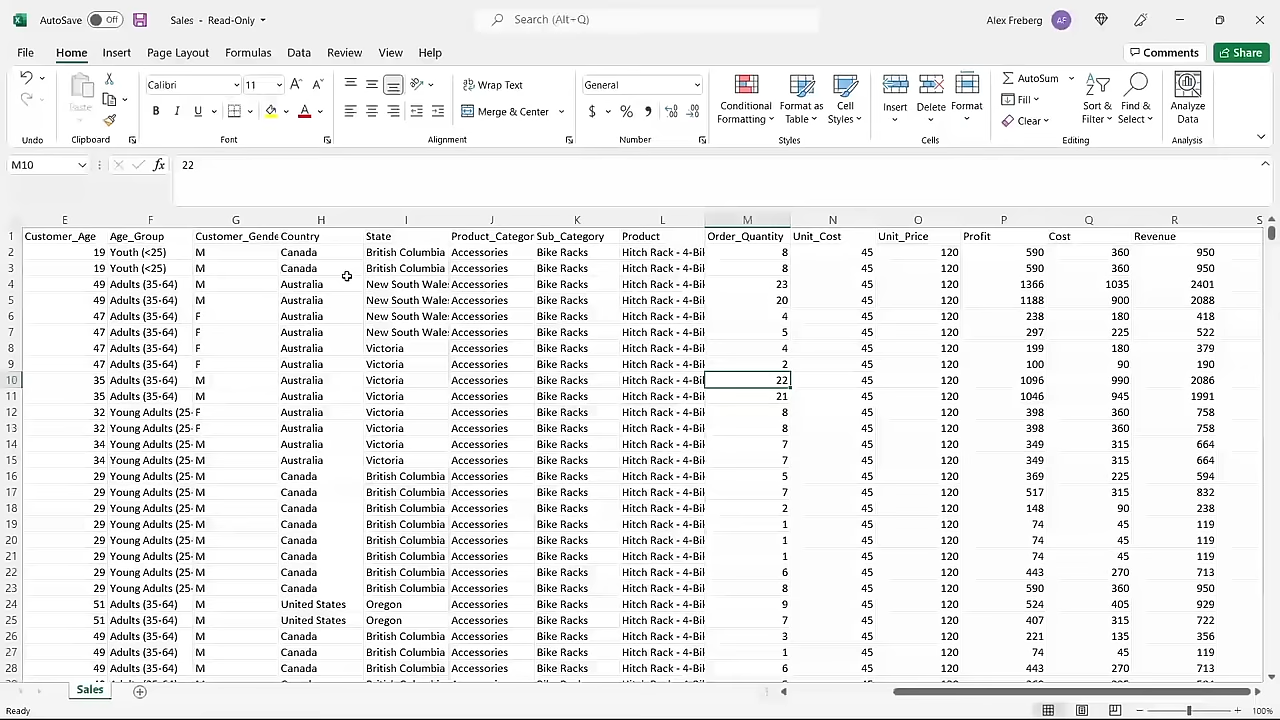 AutoSave Off Sales - Read-Only Search (Alt+Q) Alex Freberg AF
File Home Insert Page Layout Formulas Data Review View Help Comments Share
Calibri 11 Wrap Text General AutoSum
Paste Merge & Center Conditional Formatting Format as Table Cell Styles Insert Delete Format Fill Clear Sort & Filter Find & Select Analyze Data
Undo Clipboard Font Alignment Number Styles Cells Editing Analysis
M10 fx 22
E F G H I J K L M N O P Q R S
1 Customer_Age Age_Group Customer_Gende Country State Product_Categor Sub_Category Product Order_Quantity Unit_Cost Unit_Price Profit Cost Revenue
2 19 Youth (<25) M Canada British Columbia Accessories Bike Racks Hitch Rack - 4-Bil 8 45 120 590 360 950
3 19 Youth (<25) M Canada British Columbia Accessories Bike Racks Hitch Rack - 4-Bil 8 45 120 590 360 950
4 49 Adults (35-64) M Australia New South Wale: Accessories Bike Racks Hitch Rack - 4-Bil 23 45 120 1366 1035 2401
5 49 Adults (35-64) M Australia New South Wale: Accessories Bike Racks Hitch Rack - 4-Bil 20 45 120 1188 900 2088
6 47 Adults (35-64) F Australia New South Wale: Accessories Bike Racks Hitch Rack - 4-Bil 4 45 120 238 180 418
7 47 Adults (35-64) F Australia New South Wale: Accessories Bike Racks Hitch Rack - 4-Bil 5 45 120 297 225 522
8 47 Adults (35-64) F Australia Victoria Accessories Bike Racks Hitch Rack - 4-Bil 4 45 120 199 180 379
9 47 Adults (35-64) F Australia Victoria Accessories Bike Racks Hitch Rack - 4-Bil 2 45 120 100 90 190
10 35 Adults (35-64) M Australia Victoria Accessories Bike Racks Hitch Rack - 4-Bil 22 45 120 1096 990 2086
11 35 Adults (35-64) M Australia Victoria Accessories Bike Racks Hitch Rack - 4-Bil 21 45 120 1046 945 1991
12 32 Young Adults (25- F Australia Victoria Accessories Bike Racks Hitch Rack - 4-Bil 8 45 120 398 360 758
13 32 Young Adults (25- F Australia Victoria Accessories Bike Racks Hitch Rack - 4-Bil 8 45 120 398 360 758
14 34 Young Adults (25- M Australia Victoria Accessories Bike Racks Hitch Rack - 4-Bil 7 45 120 349 315 664
15 34 Young Adults (25- M Australia Victoria Accessories Bike Racks Hitch Rack - 4-Bil 7 45 120 349 315 664
16 29 Young Adults (25- M Canada British Columbia Accessories Bike Racks Hitch Rack - 4-Bil 5 45 120 369 225 594
17 29 Young Adults (25- M Canada British Columbia Accessories Bike Racks Hitch Rack - 4-Bil 7 45 120 517 315 832
18 29 Young Adults (25- M Canada British Columbia Accessories Bike Racks Hitch Rack - 4-Bil 2 45 120 148 90 238
19 29 Young Adults (25- M Canada British Columbia Accessories Bike Racks Hitch Rack - 4-Bil 1 45 120 74 45 119
20 29 Young Adults (25- M Canada British Columbia Accessories Bike Racks Hitch Rack - 4-Bil 1 45 120 74 45 119
21 29 Young Adults (25- M Canada British Columbia Accessories Bike Racks Hitch Rack - 4-Bil 1 45 120 74 45 119
22 29 Young Adults (25- M Canada British Columbia Accessories Bike Racks Hitch Rack - 4-Bil 6 45 120 443 270 713
23 29 Young Adults (25- M Canada British Columbia Accessories Bike Racks Hitch Rack - 4-Bil 8 45 120 590 360 950
24 51 Adults (35-64) M United States Oregon Accessories Bike Racks Hitch Rack - 4-Bil 9 45 120 524 405 929
25 51 Adults (35-64) M United States Oregon Accessories Bike Racks Hitch Rack - 4-Bil 7 45 120 407 315 722
26 49 Adults (35-64) M Canada British Columbia Accessories Bike Racks Hitch Rack - 4-Bil 3 45 120 221 135 356
27 49 Adults (35-64) M Canada British Columbia Accessories Bike Racks Hitch Rack - 4-Bil 1 45 120 74 45 119
28 49 Adults (35-64) M Canada British Columbia Accessories Bike Racks Hitch Rack - 4-Bil 6 45 120 443 270 713
Sales
Ready 100%